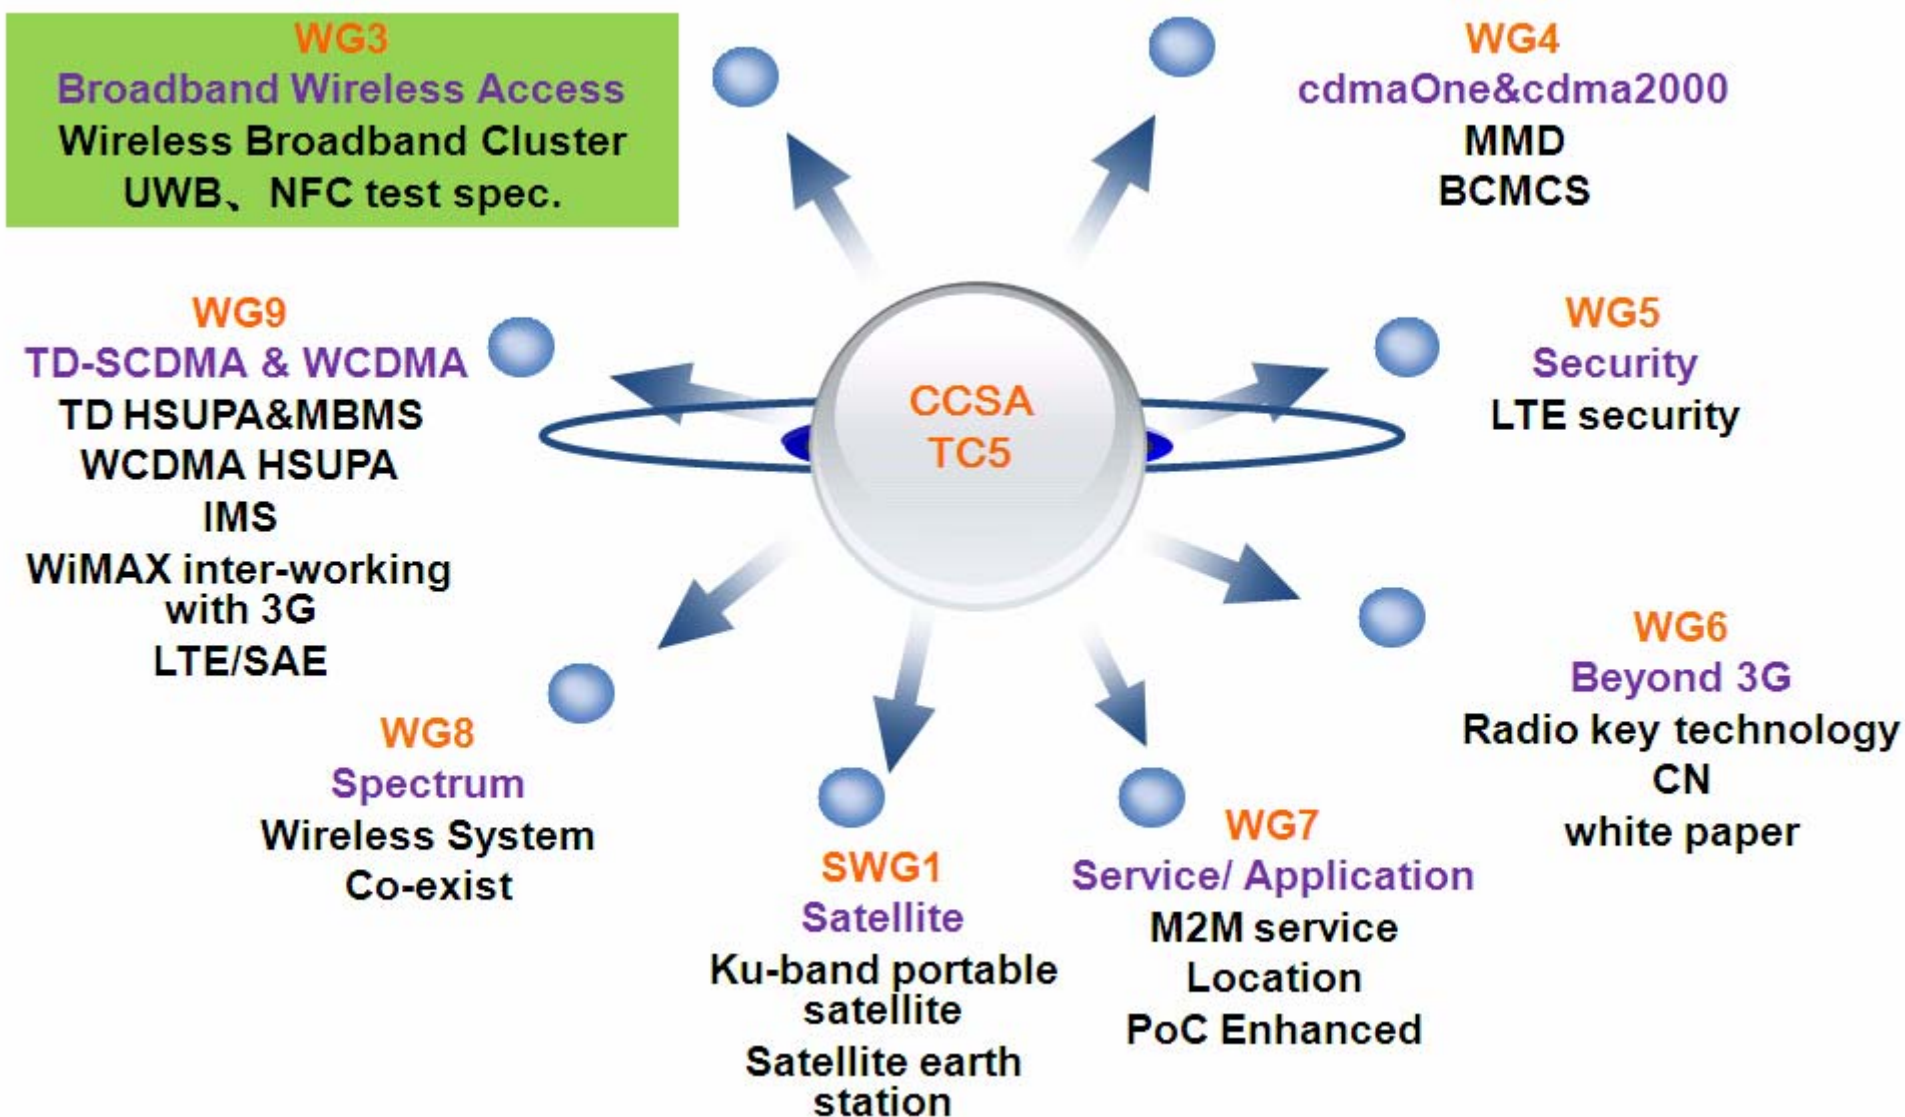 WG3
Broadband Wireless Access
Wireless Broadband Cluster
UWB、NFC test spec.
WG4
cdmaOne&cdma2000
MMD
BCMCS
WG9
TD-SCDMA & WCDMA
TD HSUPA&MBMS
WCDMA HSUPA
IMS
WiMAX inter-working
with 3G
LTE/SAE
CCSA
TC5
WG5
Security
LTE security
WG6
Beyond 3G
Radio key technology
CN
white paper
WG8
Spectrum
Wireless System
Co-exist
SWG1
Satellite
Ku-band portable
satellite
Satellite earth
station
WG7
Service/ Application
M2M service
Location
PoC Enhanced